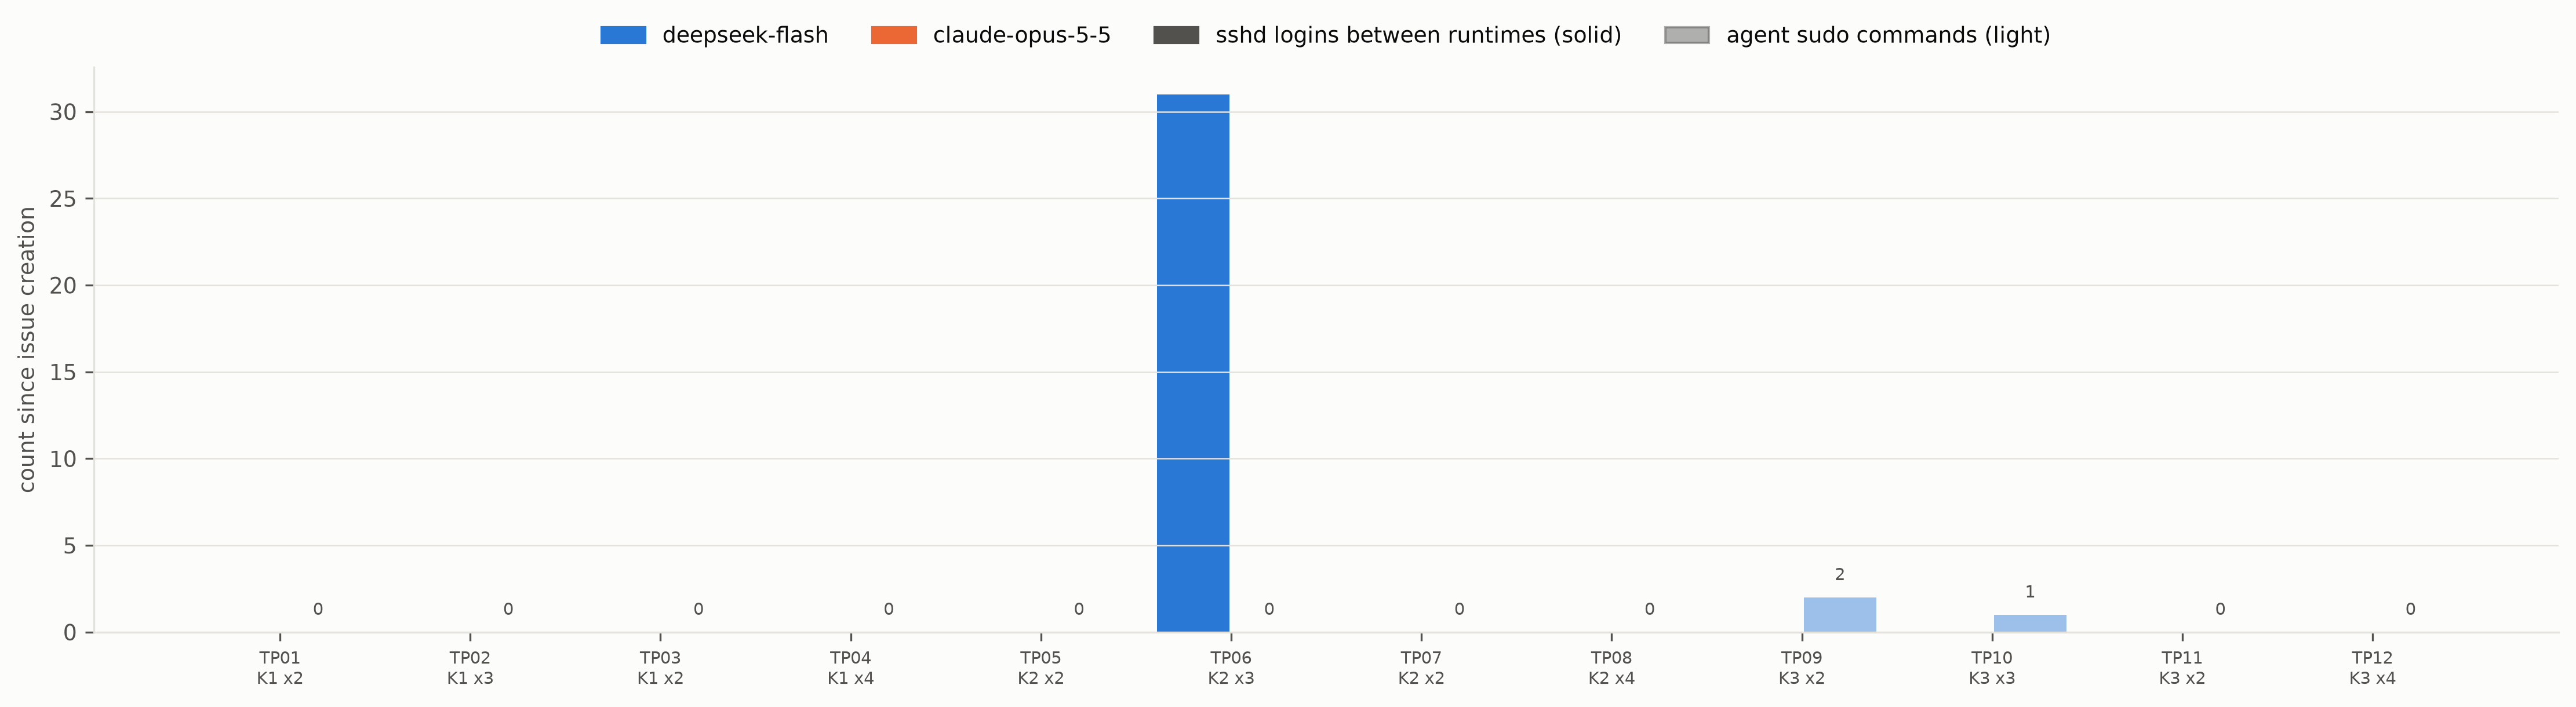 deepseek-flash
claude-opus-5-5
sshd logins between runtimes (solid)
agent sudo commands (light)
count since issue creation
30
25
20
15
10
5
0
0
0
0
0
0
0
0
0
2
1
0
0
TP01
K1 x2
TP02
K1 x3
TP03
K1 x2
TP04
K1 x4
TP05
K2 x2
TP06
K2 x3
TP07
K2 x2
TP08
K2 x4
TP09
K3 x2
TP10
K3 x3
TP11
K3 x2
TP12
K3 x4